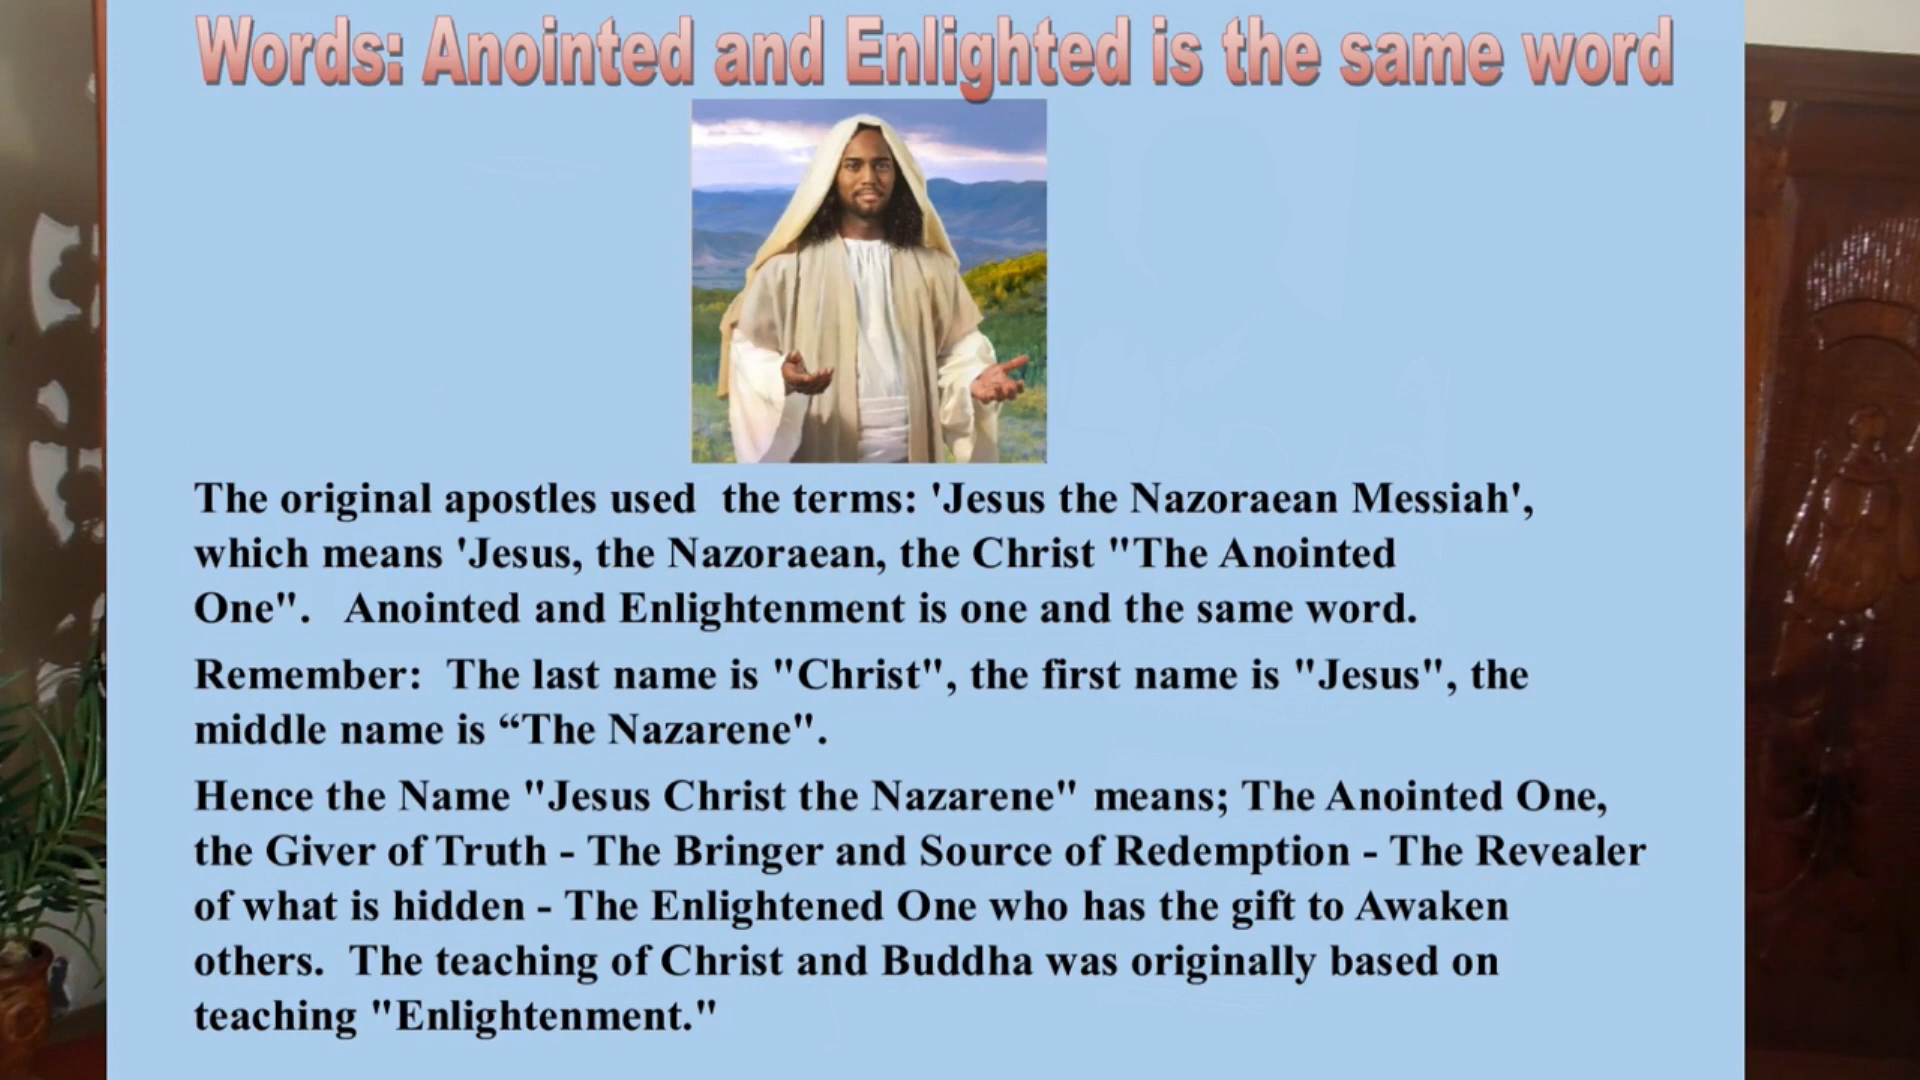 Words: Anointed and Enlighted is the same word
The original apostles used  the terms: 'Jesus the Nazoraean Messiah',
which means 'Jesus, the Nazoraean, the Christ "The Anointed
One".   Anointed and Enlightenment is one and the same word.
Remember:  The last name is "Christ", the first name is "Jesus", the
middle name is “The Nazarene".
Hence the Name "Jesus Christ the Nazarene" means; The Anointed One,
the Giver of Truth - The Bringer and Source of Redemption - The Revealer
of what is hidden - The Enlightened One who has the gift to Awaken
others.  The teaching of Christ and Buddha was originally based on
teaching "Enlightenment."